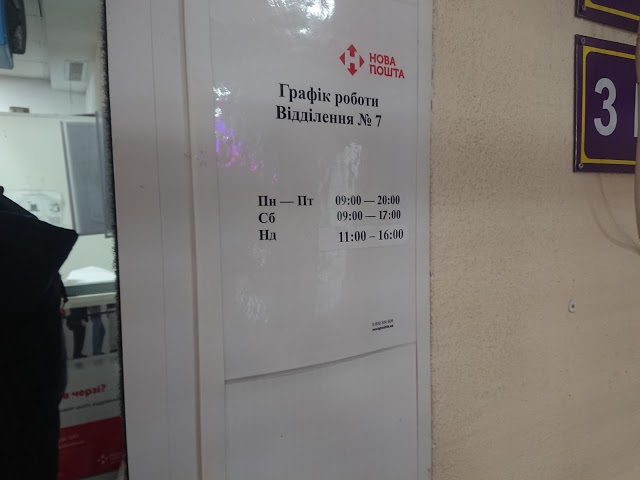 НОВА
ПОШТА
Графік роботи
Відділення № 7
Пн — Пт 09:00 — 20:00
Сб 09:00 — 17:00
Нд 11:00 – 16:00
3
в черзі?